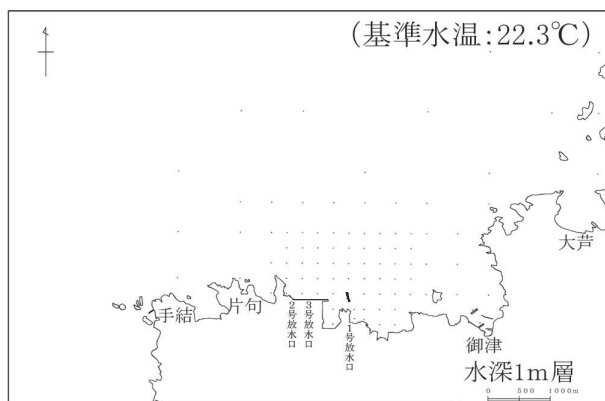 (基準水温:22.3℃)
大芦
手結
片句
2号放水口
3号放水口
1号放水口
御津
水深1m層
0 500 1000m